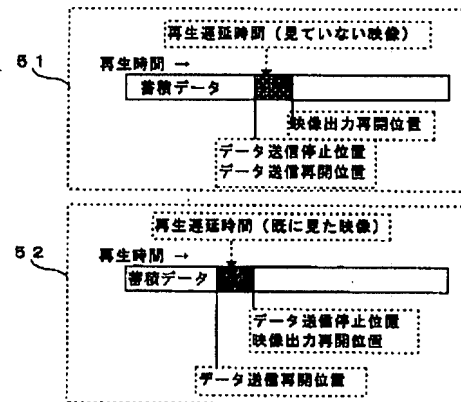 51
再生遅延時間（見ていない映像）
再生時間 →
蓄積データ
映像出力再開位置
データ送信停止位置
データ送信再開位置
52
再生遅延時間（既に見た映像）
再生時間 →
蓄積データ
データ送信停止位置
映像出力再開位置
データ送信再開位置